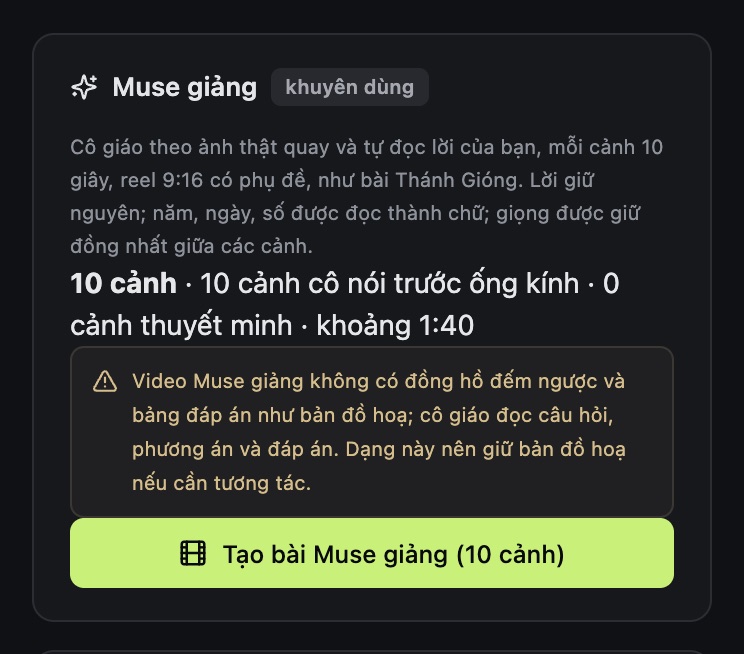 Muse giảng khuyên dùng
Cô giáo theo ảnh thật quay và tự đọc lời của bạn, mỗi cảnh 10
giây, reel 9:16 có phụ đề, như bài Thánh Gióng. Lời giữ
nguyên; năm, ngày, số được đọc thành chữ; giọng được giữ
đồng nhất giữa các cảnh.
10 cảnh · 10 cảnh cô nói trước ống kính · 0
cảnh thuyết minh · khoảng 1:40
Video Muse giảng không có đồng hồ đếm ngược và
bảng đáp án như bản đồ hoạ; cô giáo đọc câu hỏi,
phương án và đáp án. Dạng này nên giữ bản đồ hoạ
nếu cần tương tác.
Tạo bài Muse giảng (10 cảnh)